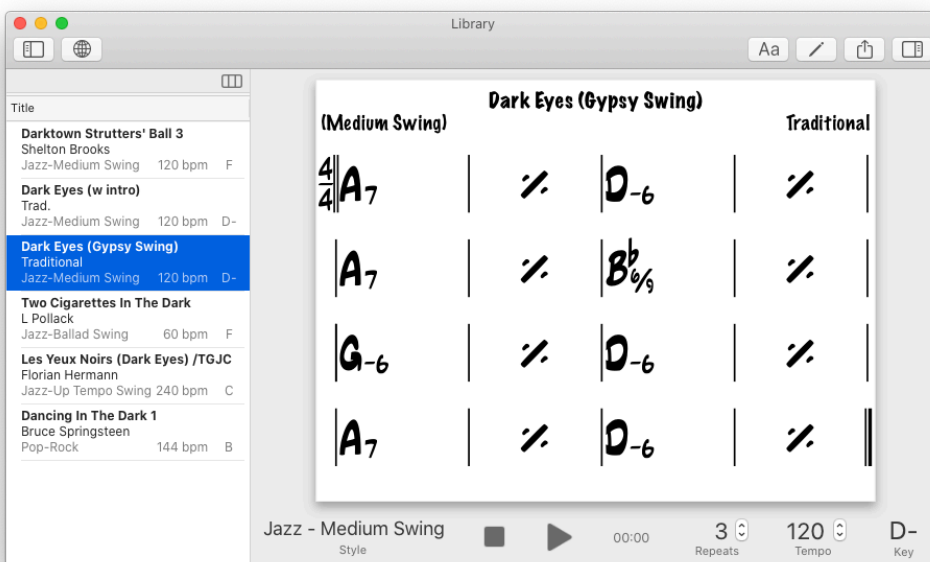 Library
Aa
Title
Darktown Strutters' Ball 3
Shelton Brooks
Jazz-Medium Swing 120 bpm F
Dark Eyes (w intro)
Trad.
Jazz-Medium Swing 120 bpm D-
Dark Eyes (Gypsy Swing)
Traditional
Jazz-Medium Swing 120 bpm D-
Two Cigarettes In The Dark
L Pollack
Jazz-Ballad Swing 60 bpm F
Les Yeux Noirs (Dark Eyes) /TGJC
Florian Hermann
Jazz-Up Tempo Swing 240 bpm C
Dancing In The Dark 1
Bruce Springsteen
Pop-Rock 144 bpm B
Dark Eyes (Gypsy Swing)
(Medium Swing) Traditional
4/4 A7 𝄎 D-6 𝄎
A7 𝄎 B♭6/9 𝄎
G-6 𝄎 D-6 𝄎
A7 𝄎 D-6 𝄎
Jazz - Medium Swing 00:00 3 120 D-
Style Repeats Tempo Key